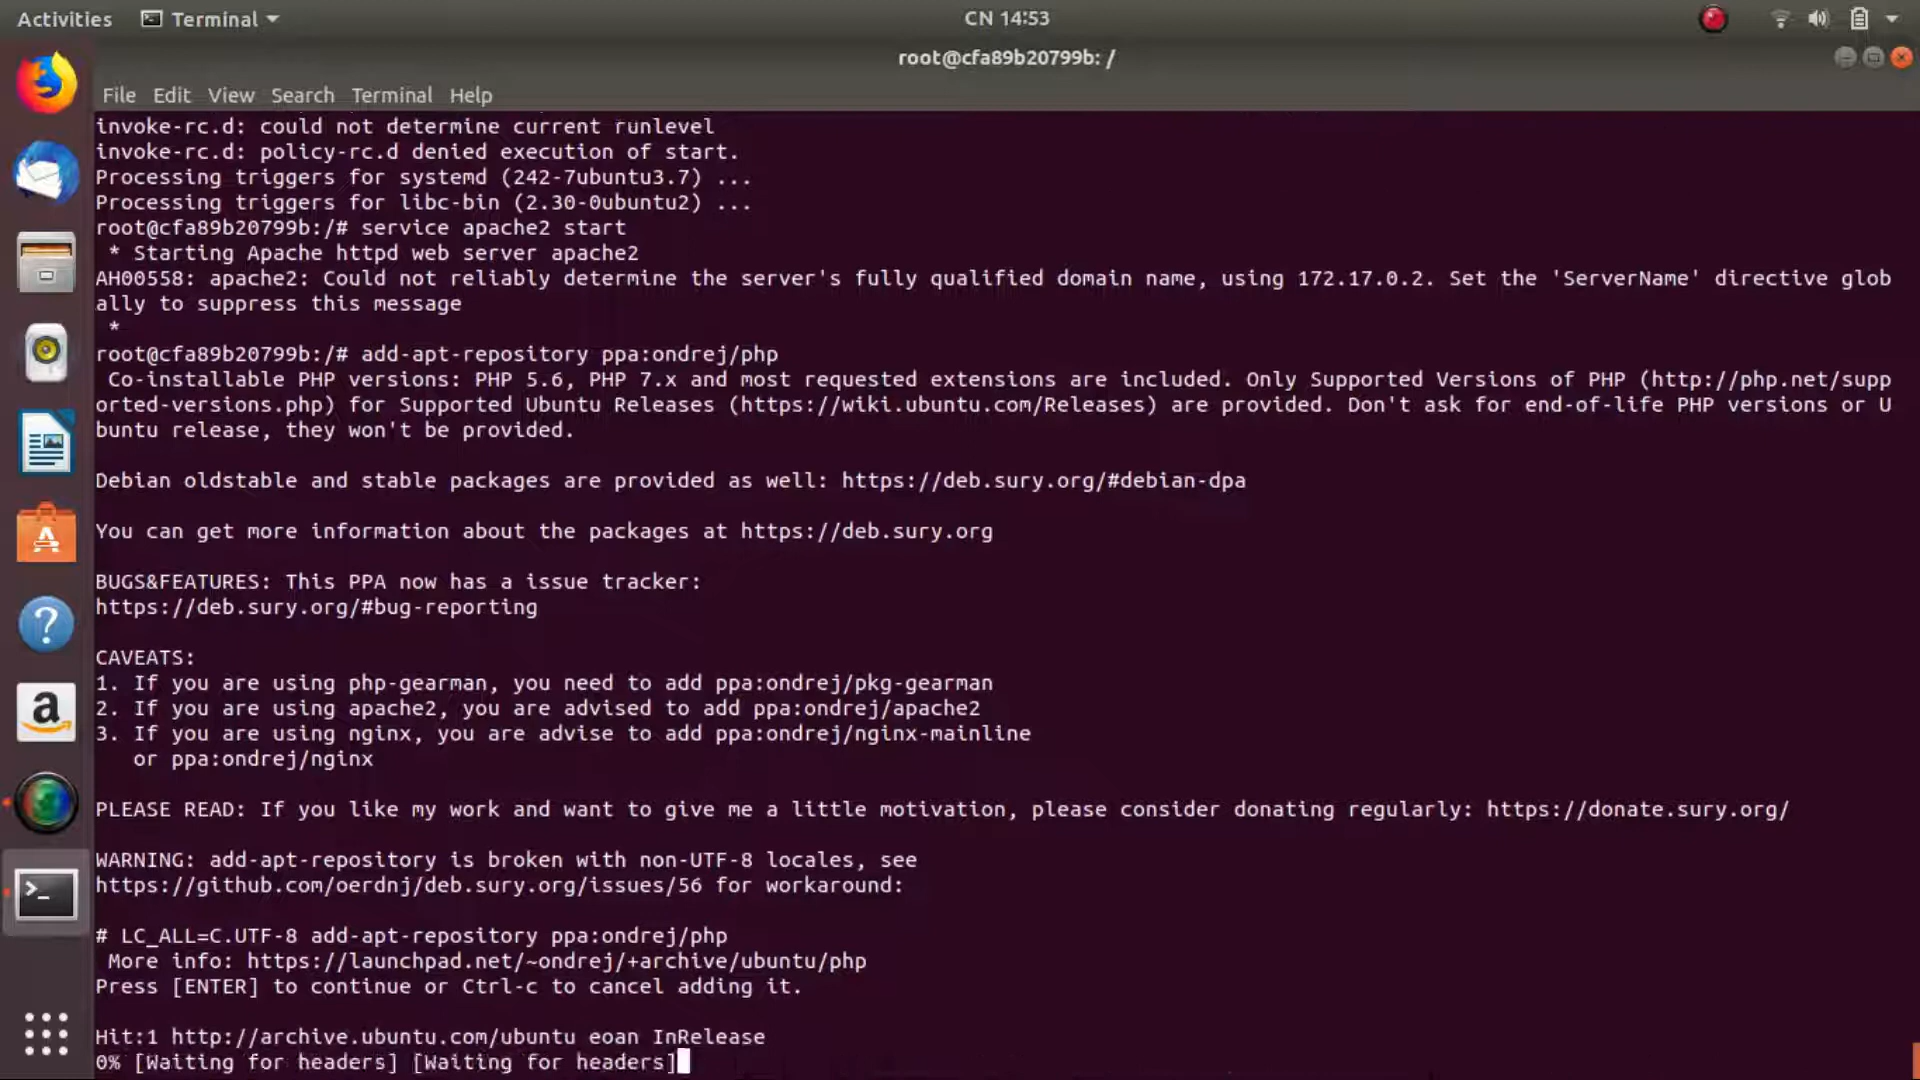 Activities Terminal CN 14:53
root@cfa89b20799b: /
File Edit View Search Terminal Help
invoke-rc.d: could not determine current runlevel
invoke-rc.d: policy-rc.d denied execution of start.
Processing triggers for systemd (242-7ubuntu3.7) ...
Processing triggers for libc-bin (2.30-0ubuntu2) ...
root@cfa89b20799b:/# service apache2 start
* Starting Apache httpd web server apache2
AH00558: apache2: Could not reliably determine the server's fully qualified domain name, using 172.17.0.2. Set the 'ServerName' directive glob
ally to suppress this message
*
root@cfa89b20799b:/# add-apt-repository ppa:ondrej/php
Co-installable PHP versions: PHP 5.6, PHP 7.x and most requested extensions are included. Only Supported Versions of PHP (http://php.net/supp
orted-versions.php) for Supported Ubuntu Releases (https://wiki.ubuntu.com/Releases) are provided. Don't ask for end-of-life PHP versions or U
buntu release, they won't be provided.
Debian oldstable and stable packages are provided as well: https://deb.sury.org/#debian-dpa
You can get more information about the packages at https://deb.sury.org
BUGS&FEATURES: This PPA now has a issue tracker:
https://deb.sury.org/#bug-reporting
CAVEATS:
1. If you are using php-gearman, you need to add ppa:ondrej/pkg-gearman
2. If you are using apache2, you are advised to add ppa:ondrej/apache2
3. If you are using nginx, you are advise to add ppa:ondrej/nginx-mainline
or ppa:ondrej/nginx
PLEASE READ: If you like my work and want to give me a little motivation, please consider donating regularly: https://donate.sury.org/
WARNING: add-apt-repository is broken with non-UTF-8 locales, see
https://github.com/oerdnj/deb.sury.org/issues/56 for workaround:
# LC_ALL=C.UTF-8 add-apt-repository ppa:ondrej/php
More info: https://launchpad.net/~ondrej/+archive/ubuntu/php
Press [ENTER] to continue or Ctrl-c to cancel adding it.
Hit:1 http://archive.ubuntu.com/ubuntu eoan InRelease
0% [Waiting for headers] [Waiting for headers]